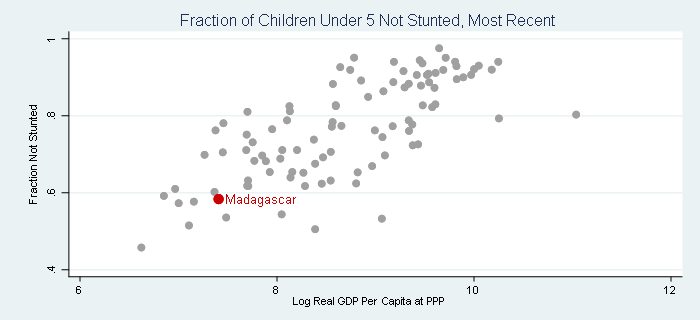 Fraction of Children Under 5 Not Stunted, Most Recent
Fraction Not Stunted
1
.8
.6
.4
Madagascar
6
8
10
12
Log Real GDP Per Capita at PPP